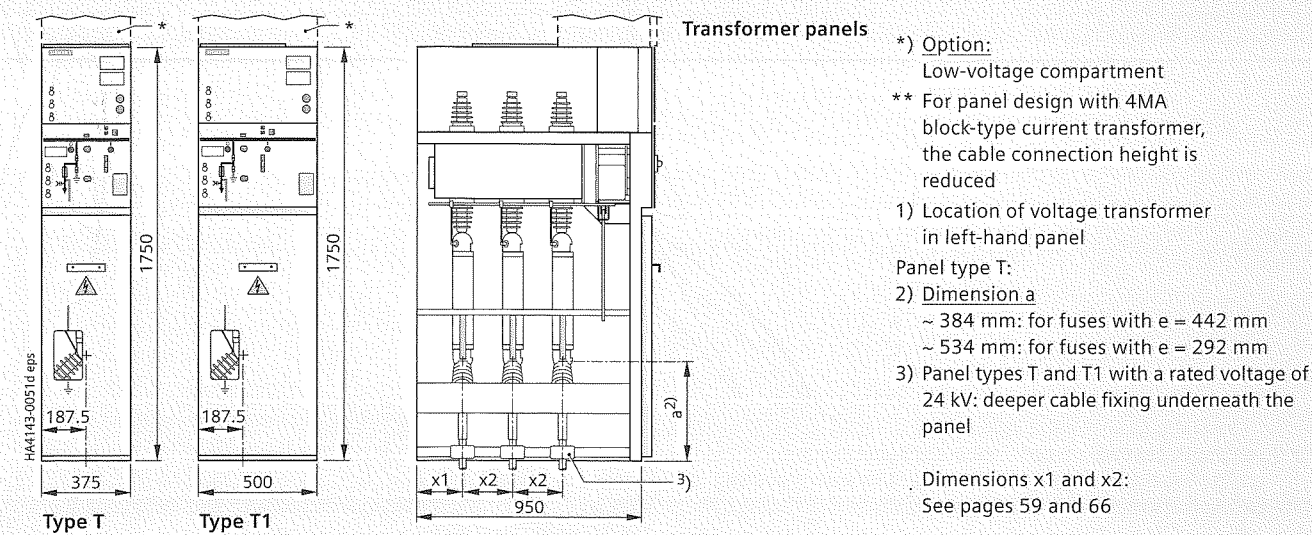 Transformer panels
*
*
1750
1750
HA4143-0051d eps
187.5
187.5
375
500
Type T
Type T1
a2)
x1
x2
x2
3)
950
*) Option:
Low-voltage compartment
** For panel design with 4MA
block-type current transformer,
the cable connection height is
reduced
1) Location of voltage transformer
in left-hand panel
Panel type T:
2) Dimension a
~ 384 mm: for fuses with e = 442 mm
~ 534 mm: for fuses with e = 292 mm
3) Panel types T and T1 with a rated voltage of
24 kV: deeper cable fixing underneath the
panel
Dimensions x1 and x2:
See pages 59 and 66